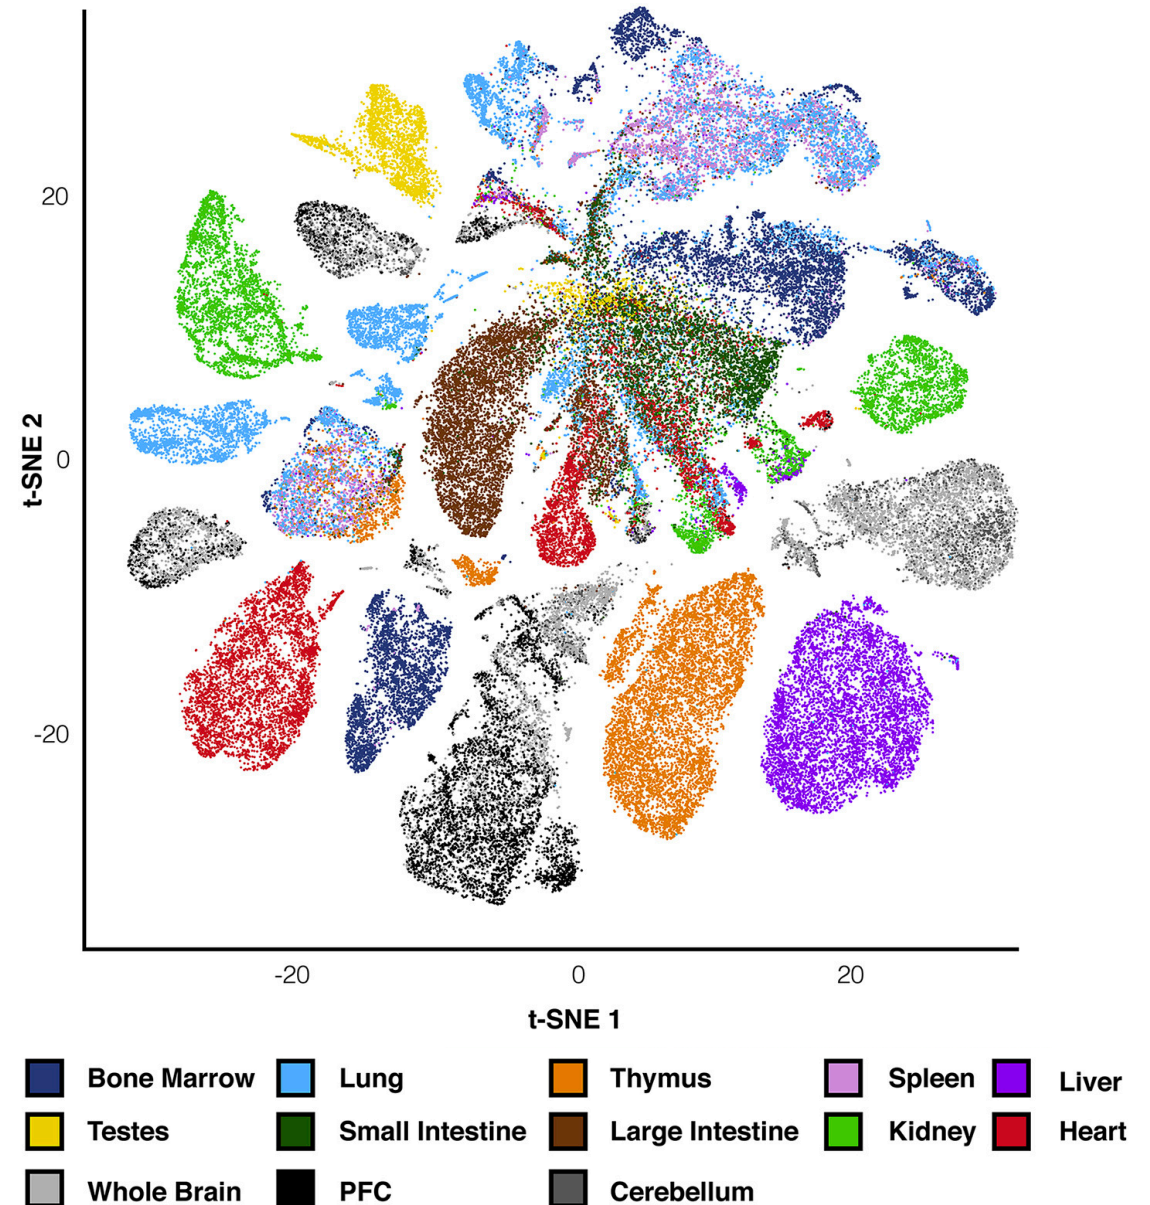 20
0
-20
t-SNE 2
-20 0 20
t-SNE 1
Bone Marrow Lung Thymus Spleen Liver
Testes Small Intestine Large Intestine Kidney Heart
Whole Brain PFC Cerebellum